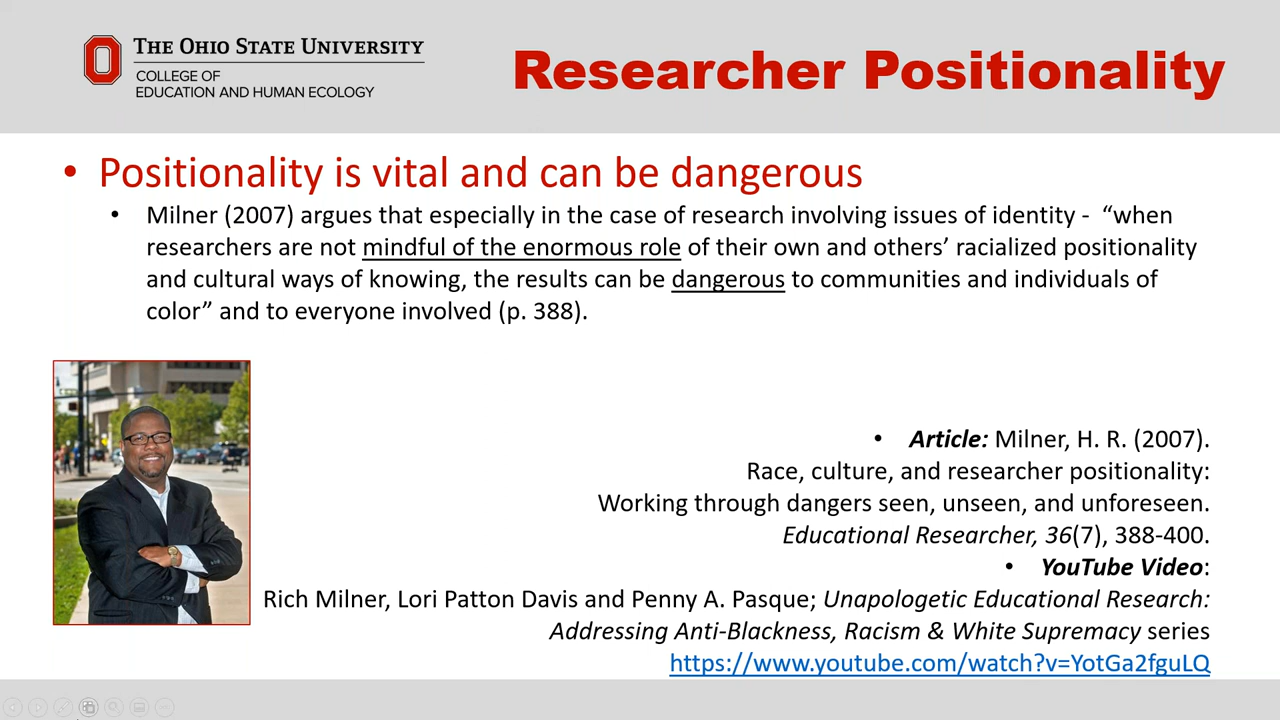 THE OHIO STATE UNIVERSITY
COLLEGE OF
EDUCATION AND HUMAN ECOLOGY
Researcher Positionality
• Positionality is vital and can be dangerous
• Milner (2007) argues that especially in the case of research involving issues of identity - “when
researchers are not mindful of the enormous role of their own and others’ racialized positionality
and cultural ways of knowing, the results can be dangerous to communities and individuals of
color” and to everyone involved (p. 388).
• Article: Milner, H. R. (2007).
Race, culture, and researcher positionality:
Working through dangers seen, unseen, and unforeseen.
Educational Researcher, 36(7), 388-400.
• YouTube Video:
Rich Milner, Lori Patton Davis and Penny A. Pasque; Unapologetic Educational Research:
Addressing Anti-Blackness, Racism & White Supremacy series
https://www.youtube.com/watch?v=YotGa2fguLQ